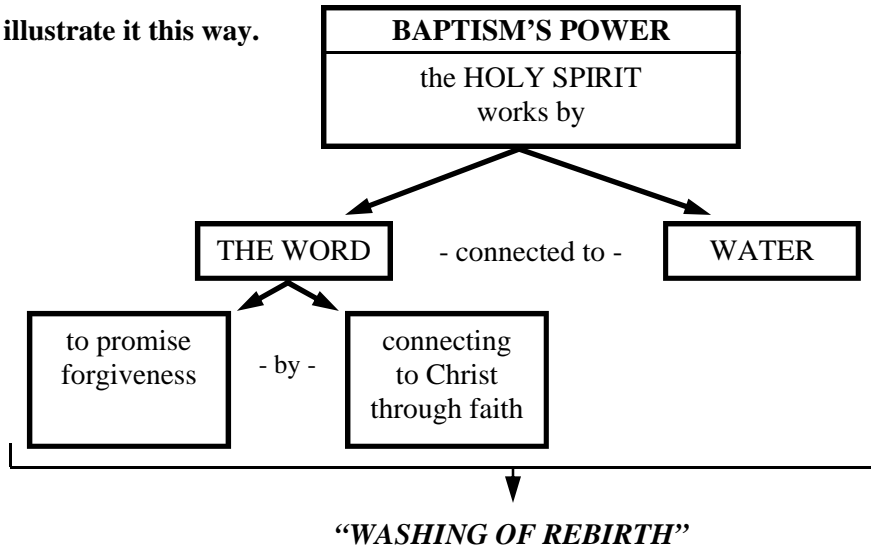 illustrate it this way.
BAPTISM’S POWER
the HOLY SPIRIT
works by
THE WORD - connected to - WATER
to promise
forgiveness
- by -
connecting
to Christ
through faith
“WASHING OF REBIRTH”